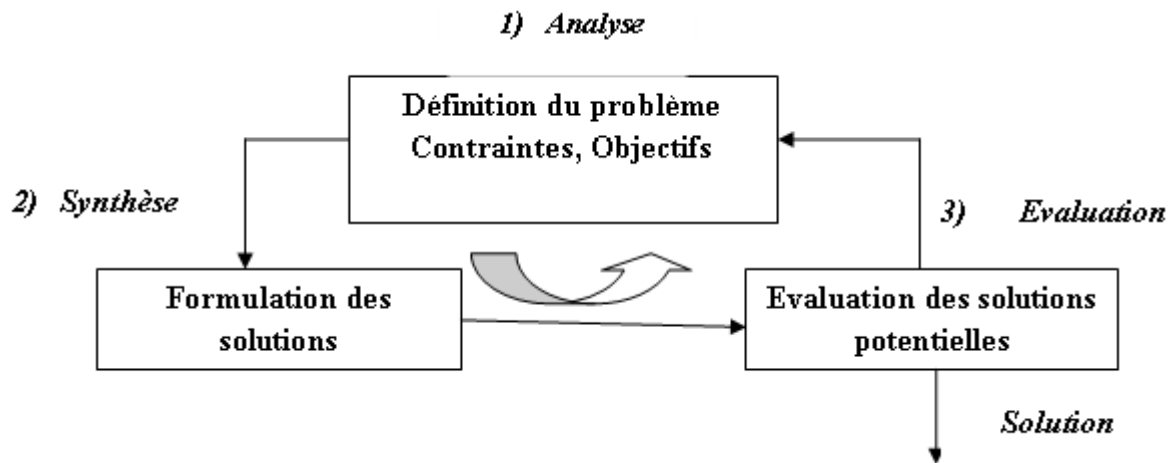 1) Analyse
Définition du problème
Contraintes, Objectifs
2) Synthèse
3) Evaluation
Formulation des
solutions
Evaluation des solutions
potentielles
Solution